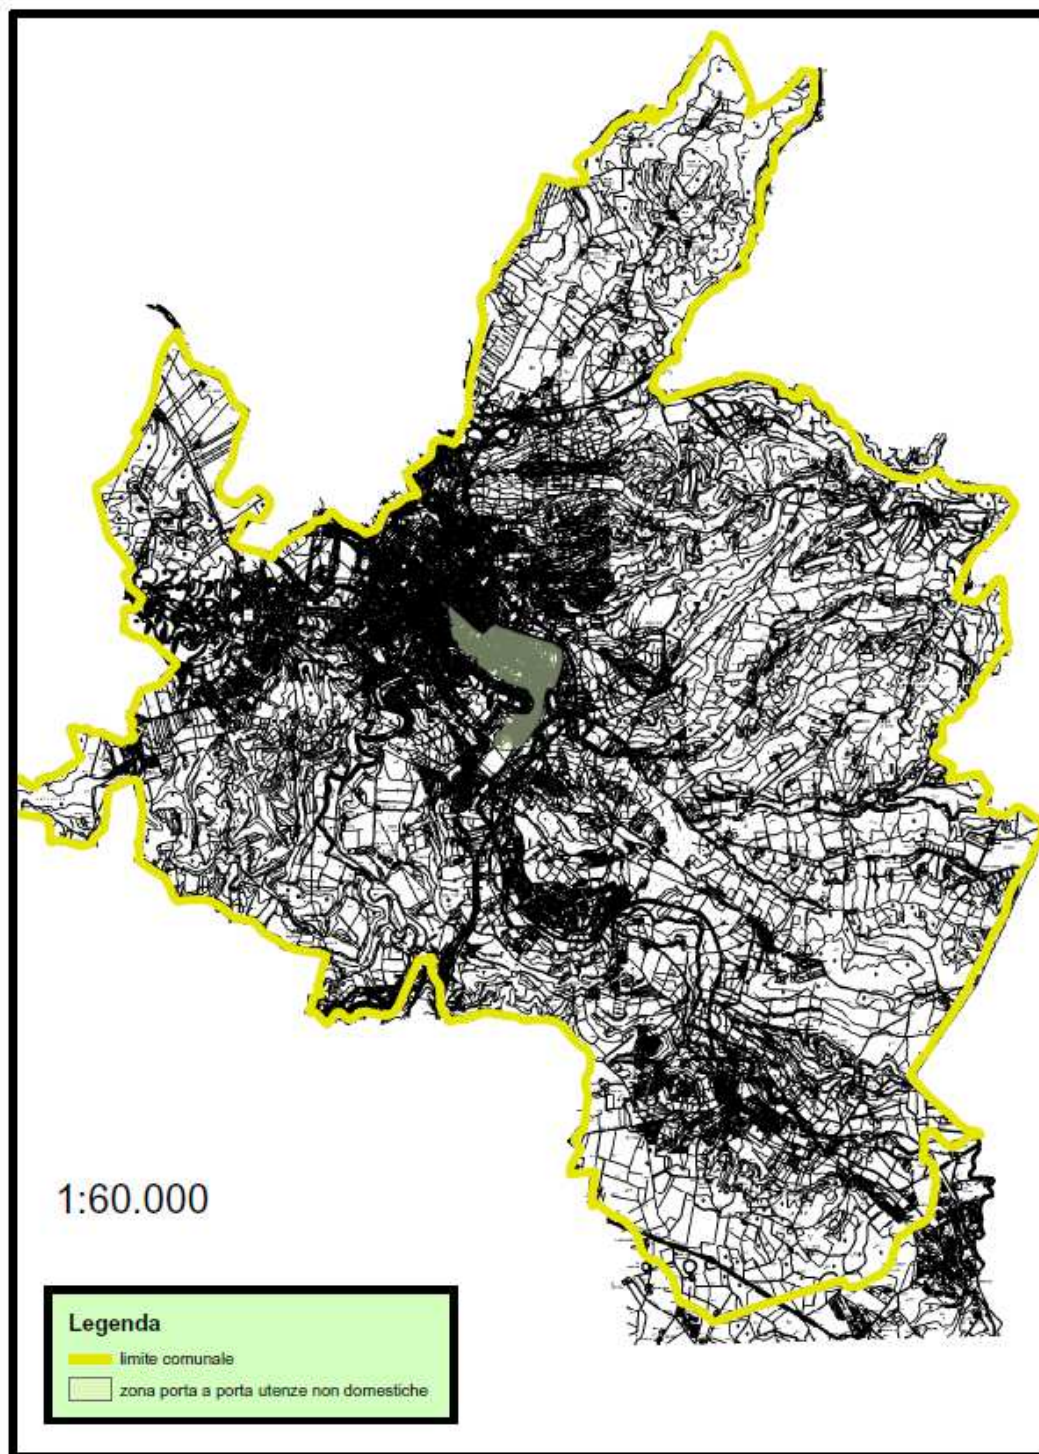 1:60.000
Legenda
limite comunale
zona porta a porta utenze non domestiche